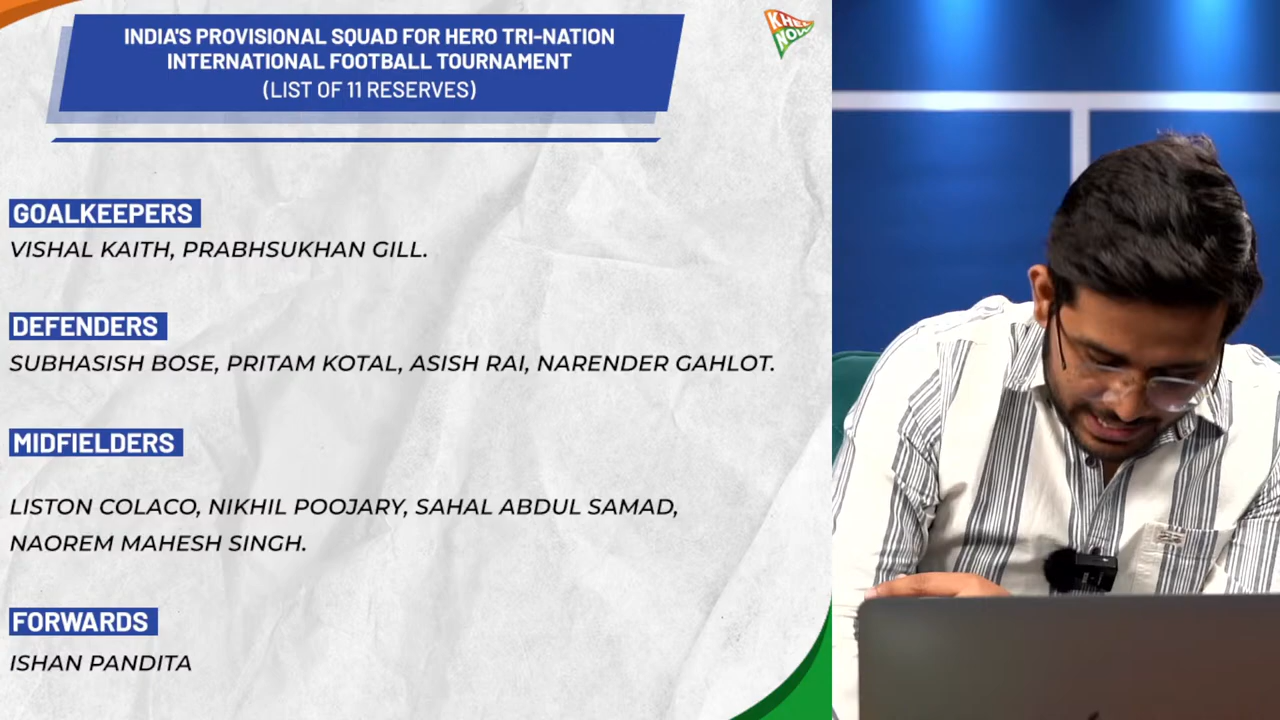 INDIA'S PROVISIONAL SQUAD FOR HERO TRI-NATION
INTERNATIONAL FOOTBALL TOURNAMENT
(LIST OF 11 RESERVES)
KHEL
NOW
GOALKEEPERS
VISHAL KAITH, PRABHSUKHAN GILL.
DEFENDERS
SUBHASISH BOSE, PRITAM KOTAL, ASISH RAI, NARENDER GAHLOT.
MIDFIELDERS
LISTON COLACO, NIKHIL POOJARY, SAHAL ABDUL SAMAD,
NAOREM MAHESH SINGH.
FORWARDS
ISHAN PANDITA